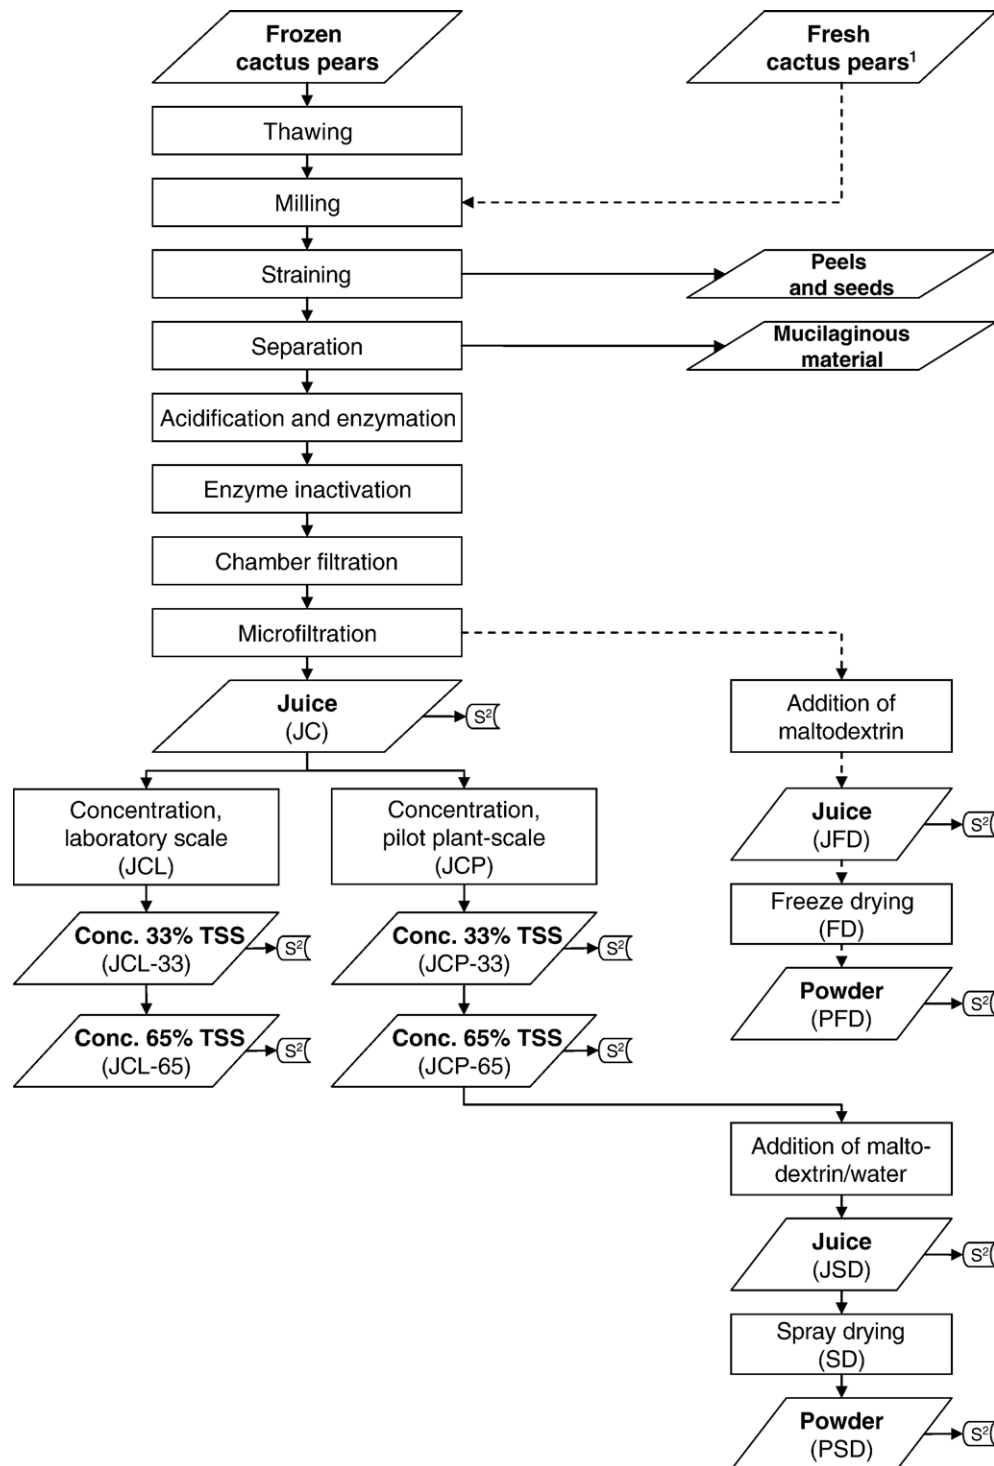 Frozen
cactus pears
Fresh
cactus pears¹
Thawing
Milling
Straining
Peels
and seeds
Separation
Mucilaginous
material
Acidification and enzymation
Enzyme inactivation
Chamber filtration
Microfiltration
Juice
(JC)
S²
Addition of
maltodextrin
Concentration,
laboratory scale
(JCL)
Concentration,
pilot plant-scale
(JCP)
Juice
(JFD)
S²
Freeze drying
(FD)
Conc. 33% TSS
(JCL-33)
S²
Conc. 33% TSS
(JCP-33)
S²
Powder
(PFD)
S²
Conc. 65% TSS
(JCL-65)
S²
Conc. 65% TSS
(JCP-65)
S²
Addition of malto-
dextrin/water
Juice
(JSD)
S²
Spray drying
(SD)
Powder
(PSD)
S²